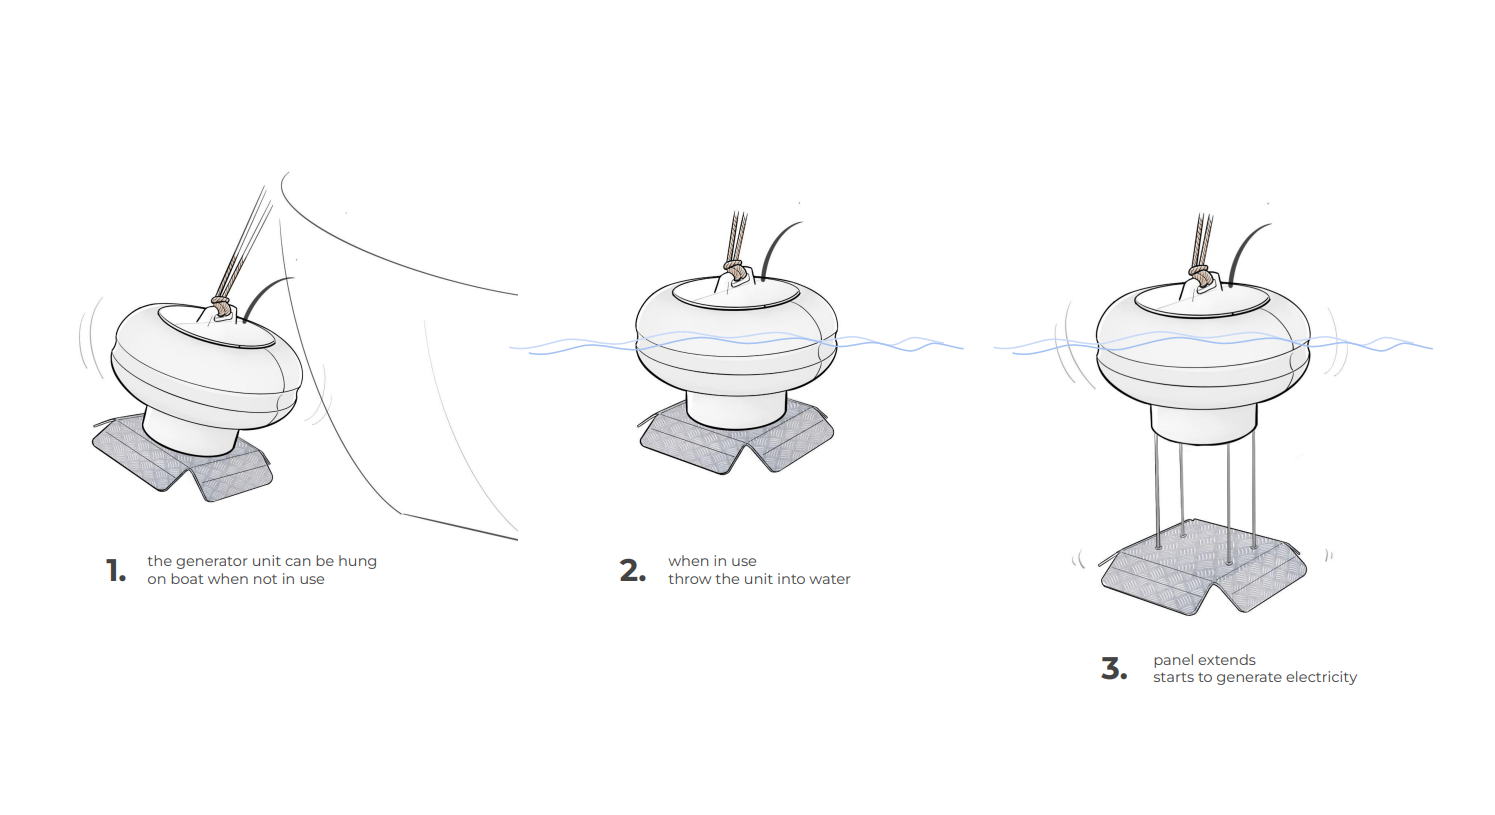 1. the generator unit can be hung
on boat when not in use
2. when in use
throw the unit into water
3. panel extends
starts to generate electricity